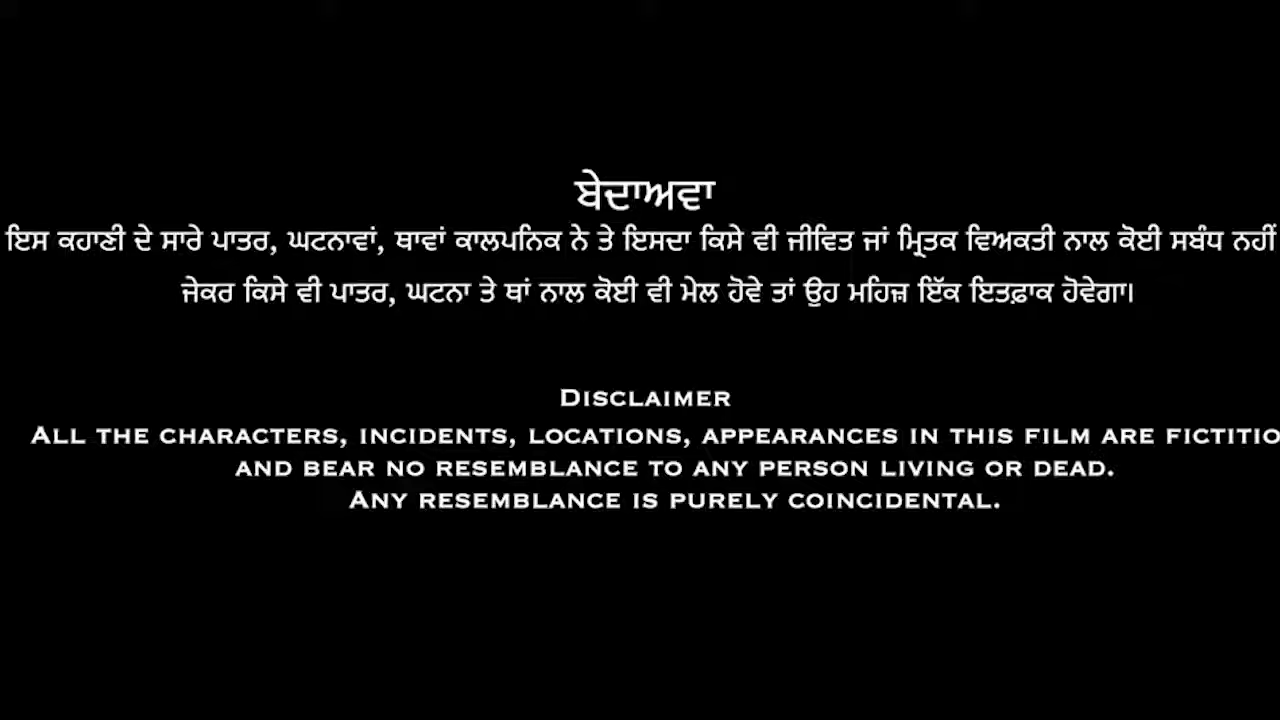 ਬੇਦਾਅਵਾ
ਇਸ ਕਹਾਣੀ ਦੇ ਸਾਰੇ ਪਾਤਰ, ਘਟਨਾਵਾਂ, ਥਾਵਾਂ ਕਾਲਪਨਿਕ ਨੇ ਤੇ ਇਸਦਾ ਕਿਸੇ ਵੀ ਜੀਵਿਤ ਜਾਂ ਮ੍ਰਿਤਕ ਵਿਅਕਤੀ ਨਾਲ ਕੋਈ ਸਬੰਧ ਨਹੀਂ
ਜੇਕਰ ਕਿਸੇ ਵੀ ਪਾਤਰ, ਘਟਨਾ ਤੇ ਥਾਂ ਨਾਲ ਕੋਈ ਵੀ ਮੇਲ ਹੋਵੇ ਤਾਂ ਉਹ ਮਹਿਜ਼ ਇੱਕ ਇਤਫ਼ਾਕ ਹੋਵੇਗਾ।
DISCLAIMER
ALL THE CHARACTERS, INCIDENTS, LOCATIONS, APPEARANCES IN THIS FILM ARE FICTITIO
AND BEAR NO RESEMBLANCE TO ANY PERSON LIVING OR DEAD.
ANY RESEMBLANCE IS PURELY COINCIDENTAL.